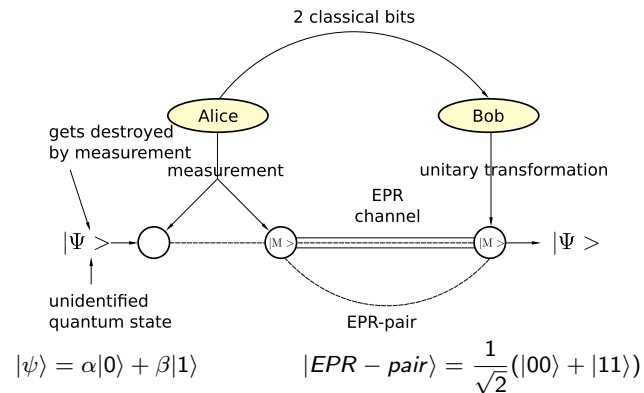 2 classical bits
Alice
Bob
gets destroyed
by measurement
measurement
unitary transformation
EPR
channel
|Ψ >
|M >
|M >
|Ψ >
unidentified
quantum state
EPR-pair
|ψ⟩ = α|0⟩ + β|1⟩
|EPR − pair⟩ = 1/√2 (|00⟩ + |11⟩)